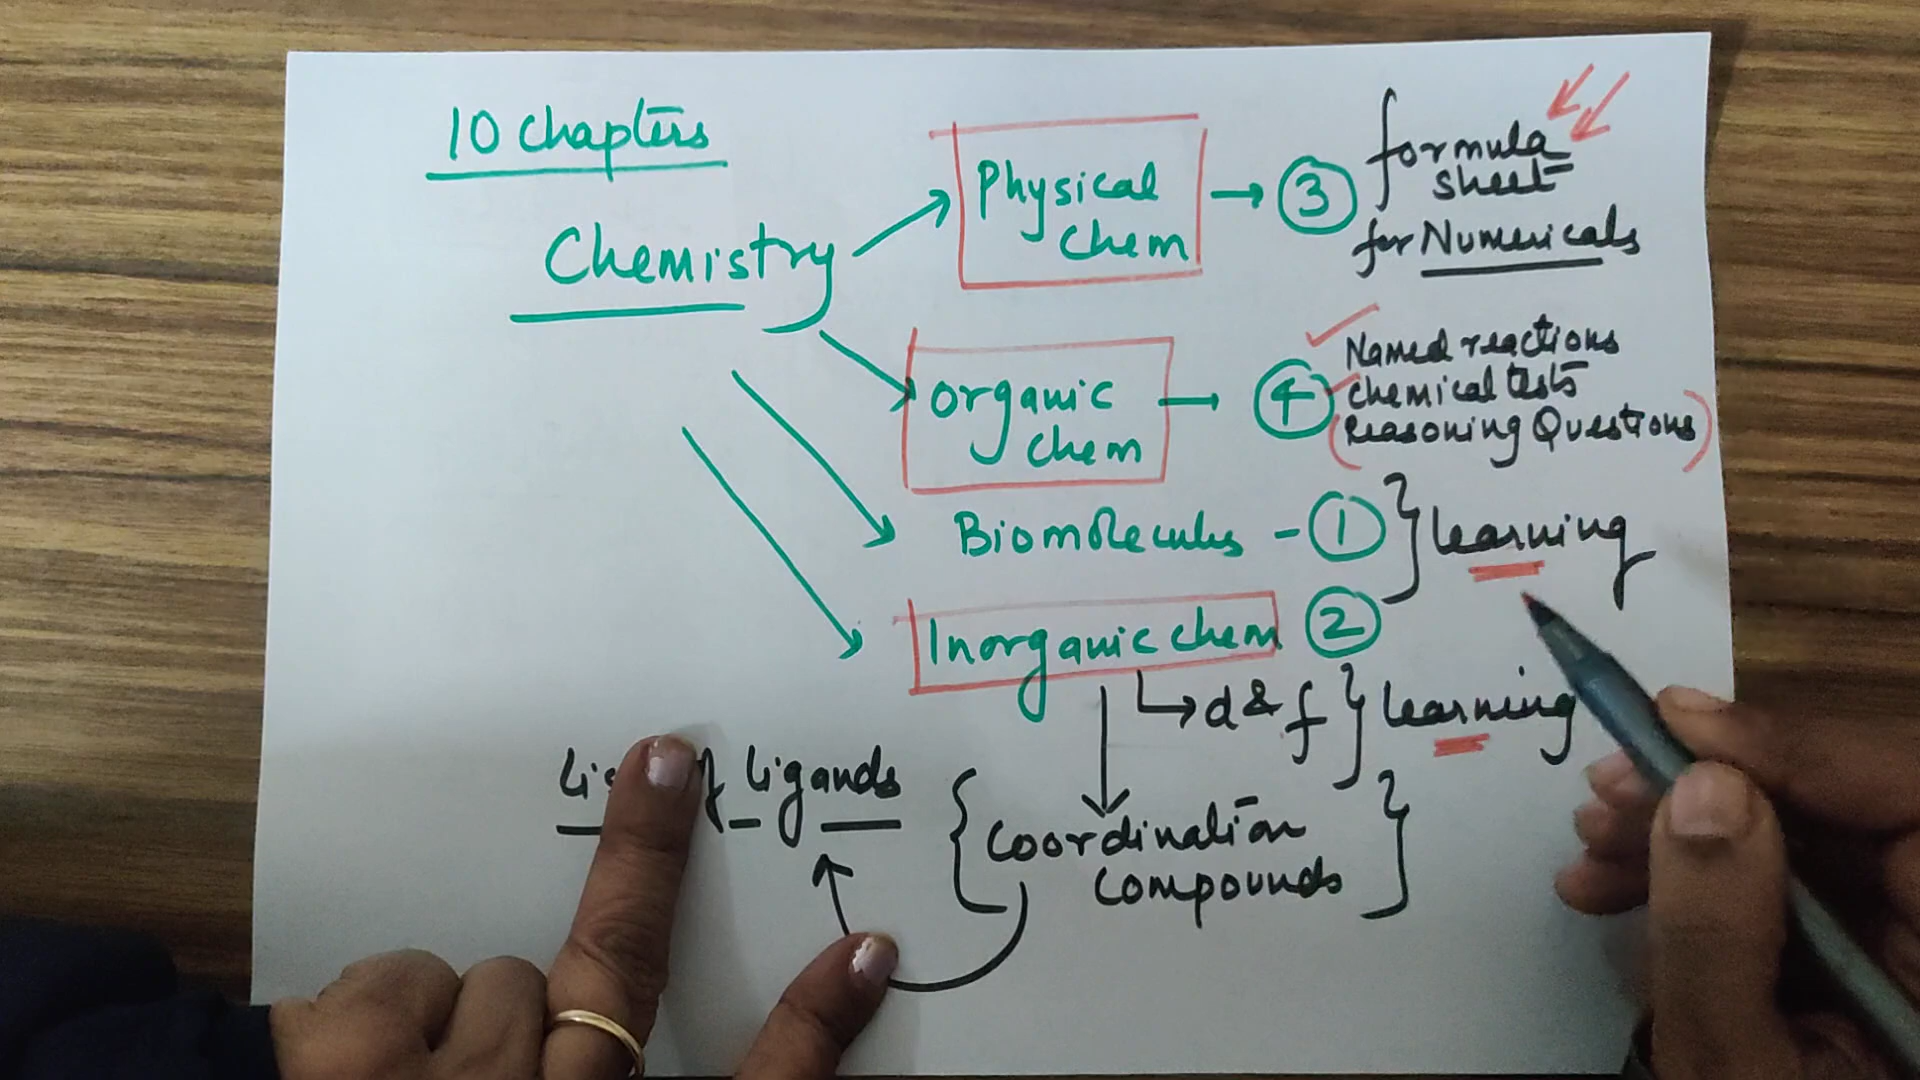 10 Chapters
Chemistry
Physical
Chem
3
formula
sheet
for Numericals
Organic
Chem
4
Named reactions
Chemical tests
(Reasoning Questions)
Biomolecules - 1
} learning
Inorganic Chem 2
d & f } learning
Ligands
{ Coordination
Compounds }